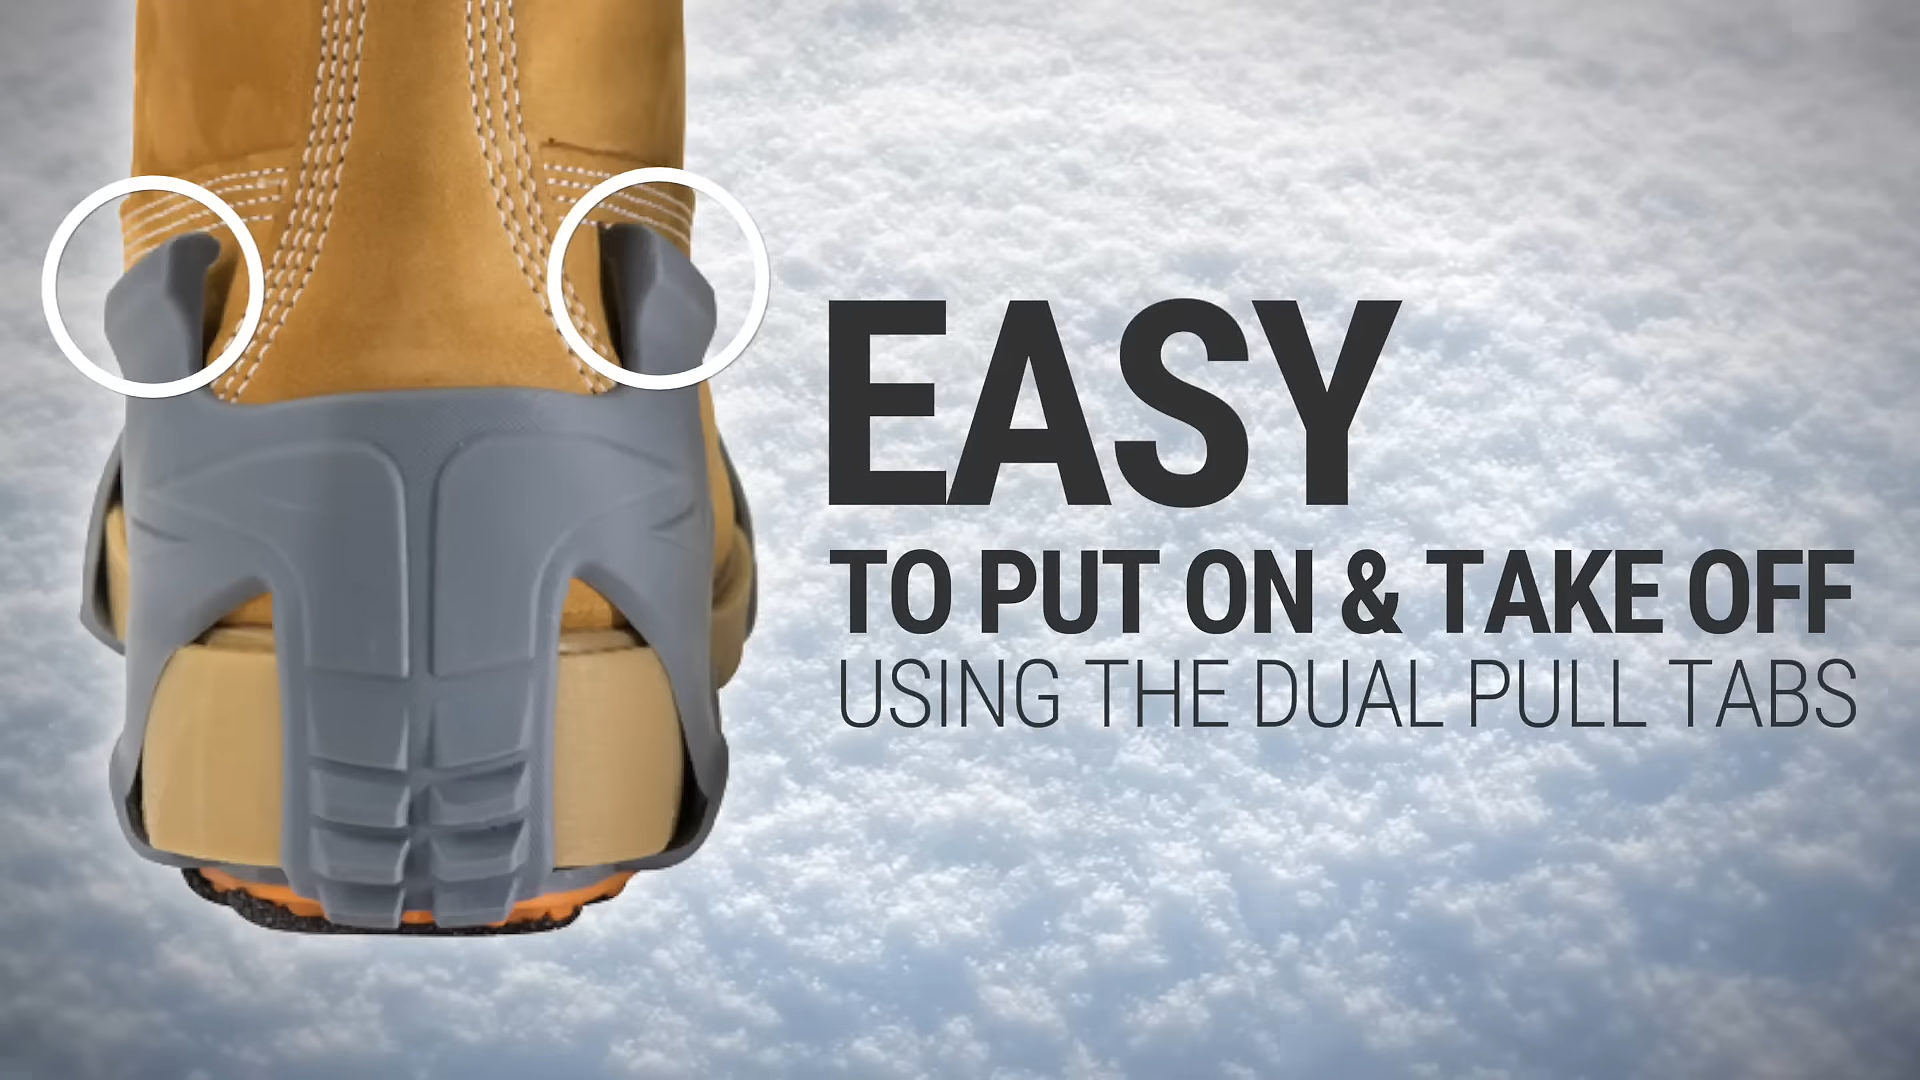 EASY
TO PUT ON & TAKE OFF
USING THE DUAL PULL TABS